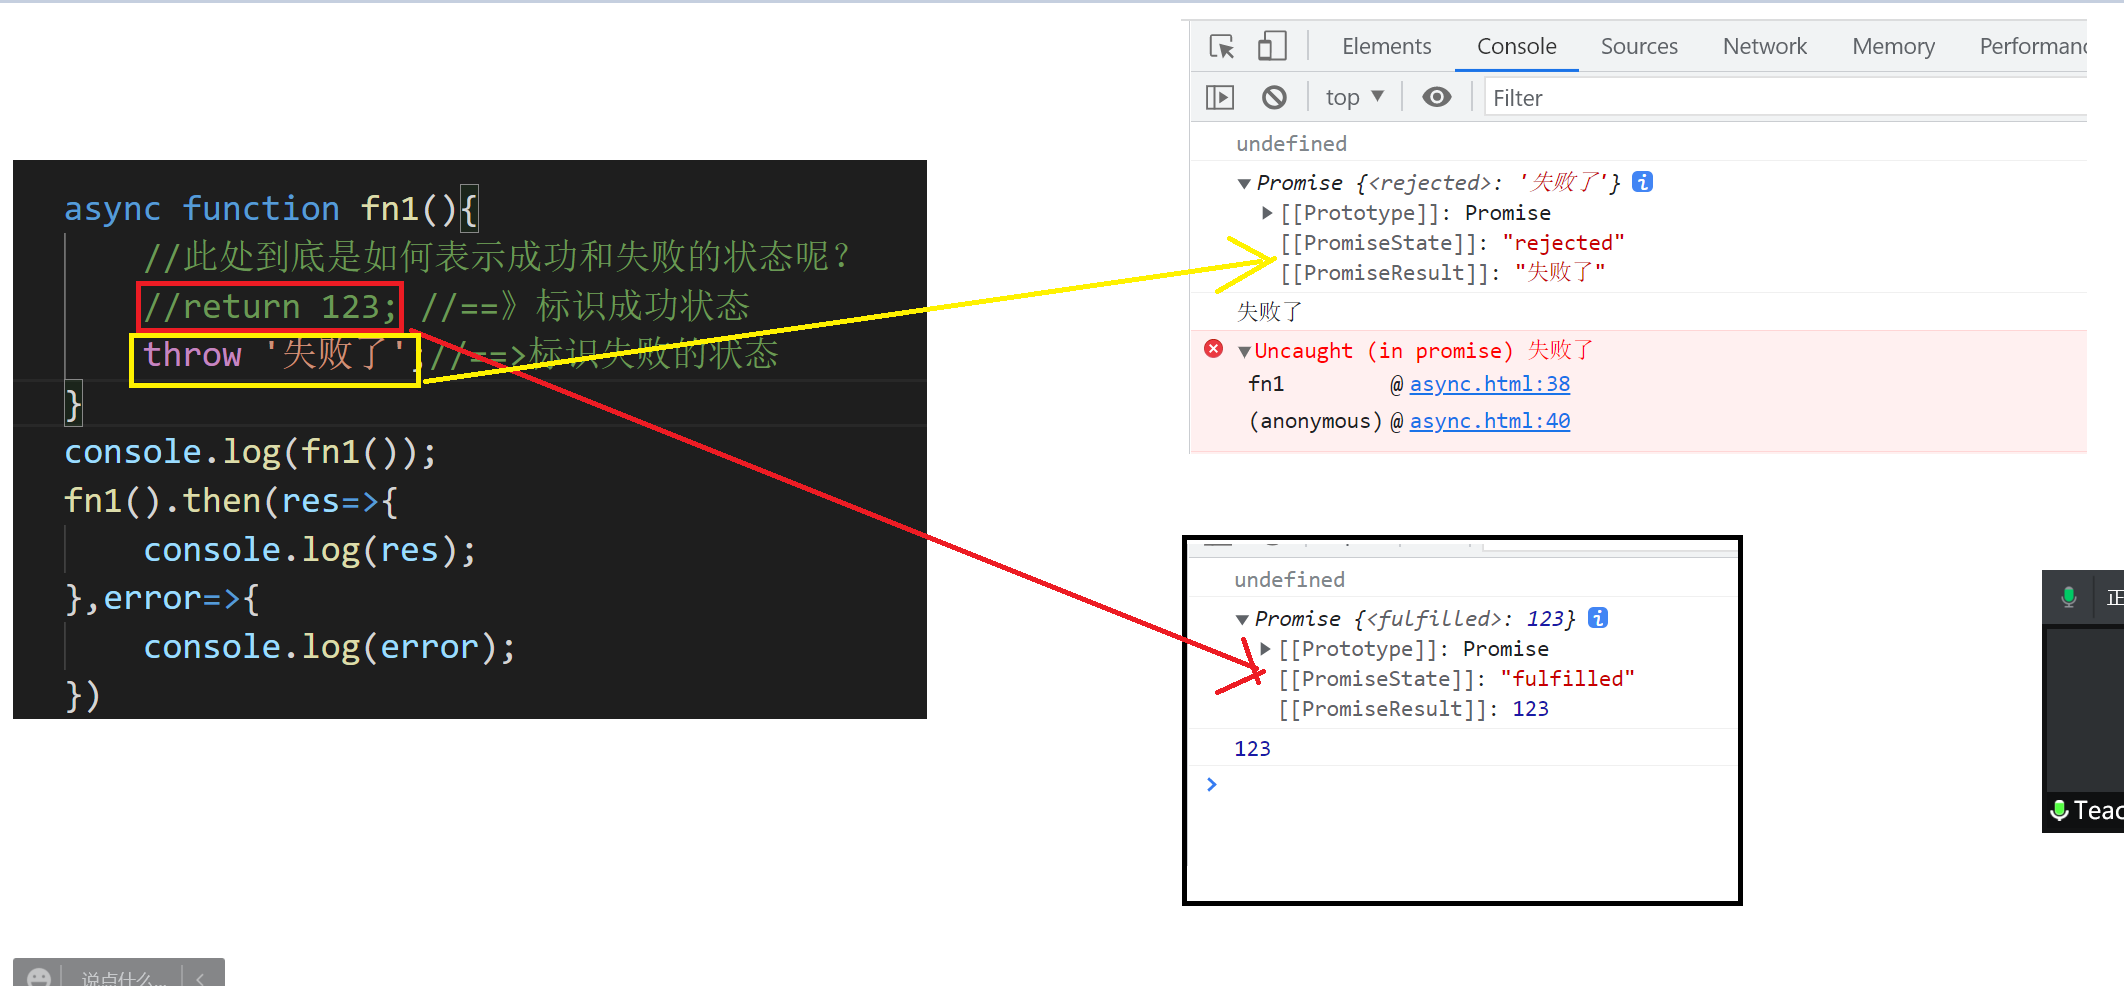 async function fn1(){
//此处到底是如何表示成功和失败的状态呢？
//return 123; //==》标识成功状态
throw '失败了';//==>标识失败的状态
}
console.log(fn1());
fn1().then(res=>{
console.log(res);
},error=>{
console.log(error);
})
Elements Console Sources Network Memory Performanc
top Filter
undefined
Promise {<rejected>: '失败了'}
[[Prototype]]: Promise
[[PromiseState]]: "rejected"
[[PromiseResult]]: "失败了"
失败了
Uncaught (in promise) 失败了
fn1 @ async.html:38
(anonymous) @ async.html:40
undefined
Promise {<fulfilled>: 123}
[[Prototype]]: Promise
[[PromiseState]]: "fulfilled"
[[PromiseResult]]: 123
123
正
Teac
说点什么...